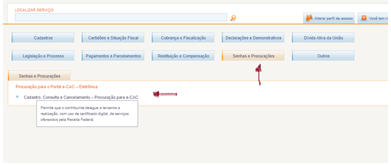 LOCALIZAR SERVIÇO
Alterar perfil de acesso
Você tem n
Cadastros
Certidões e Situação Fiscal
Cobrança e Fiscalização
Declarações e Demonstrativos
Dívida Ativa da União
Legislação e Processo
Pagamentos e Parcelamentos
Restituição e Compensação
Senhas e Procurações
Outros
Senhas e Procurações
Procuração para o Portal e-CAC – Eletrônica
Cadastro, Consulta e Cancelamento – Procuração para e-CAC
Permite que o contribuinte delegue a terceiros a
realização, com uso de certificado digital, de serviços
oferecidos pela Receita Federal.